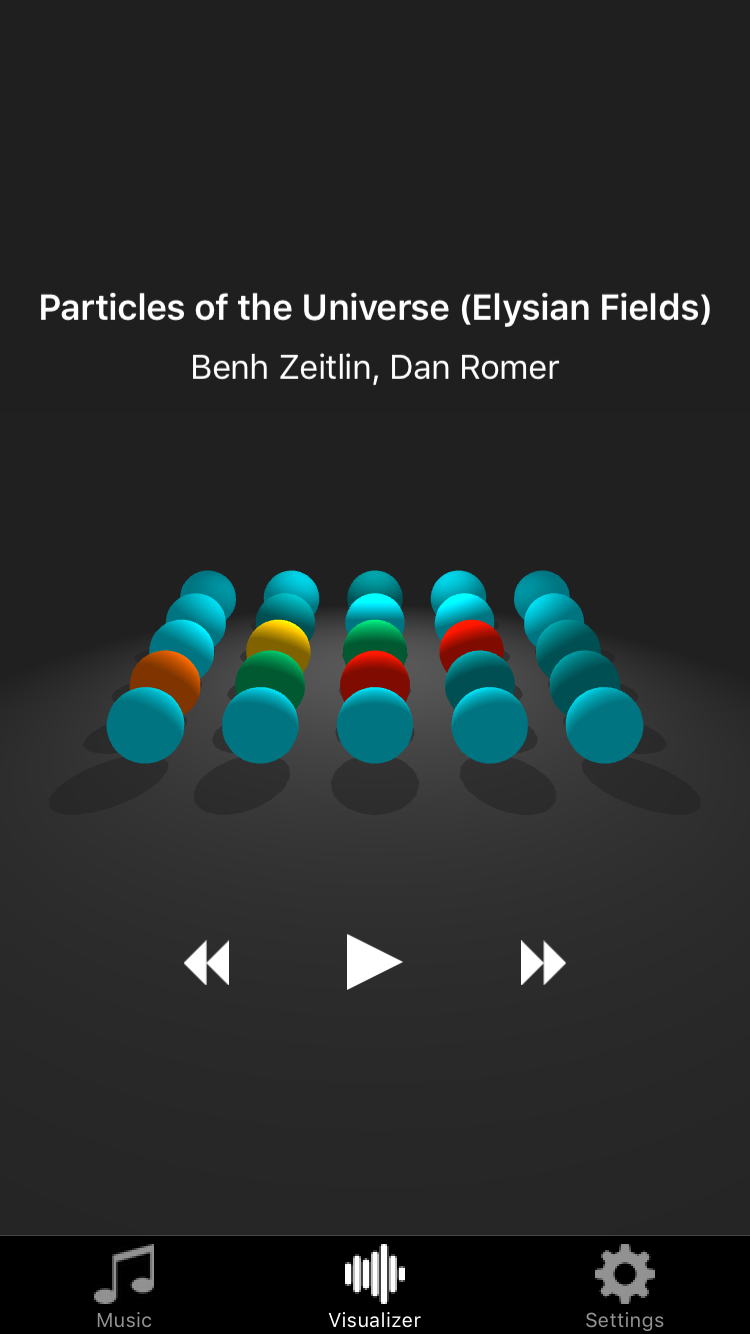 Particles of the Universe (Elysian Fields)
Benh Zeitlin, Dan Romer
Music
Visualizer
Settings